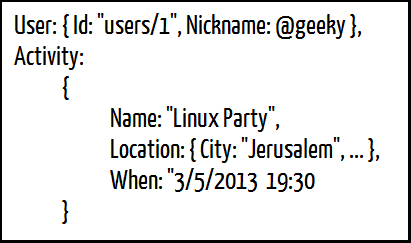 User: { Id: "users/1", Nickname: @geeky },
Activity:
{
Name: "Linux Party",
Location: { City: "Jerusalem", ... },
When: "3/5/2013 19:30
}